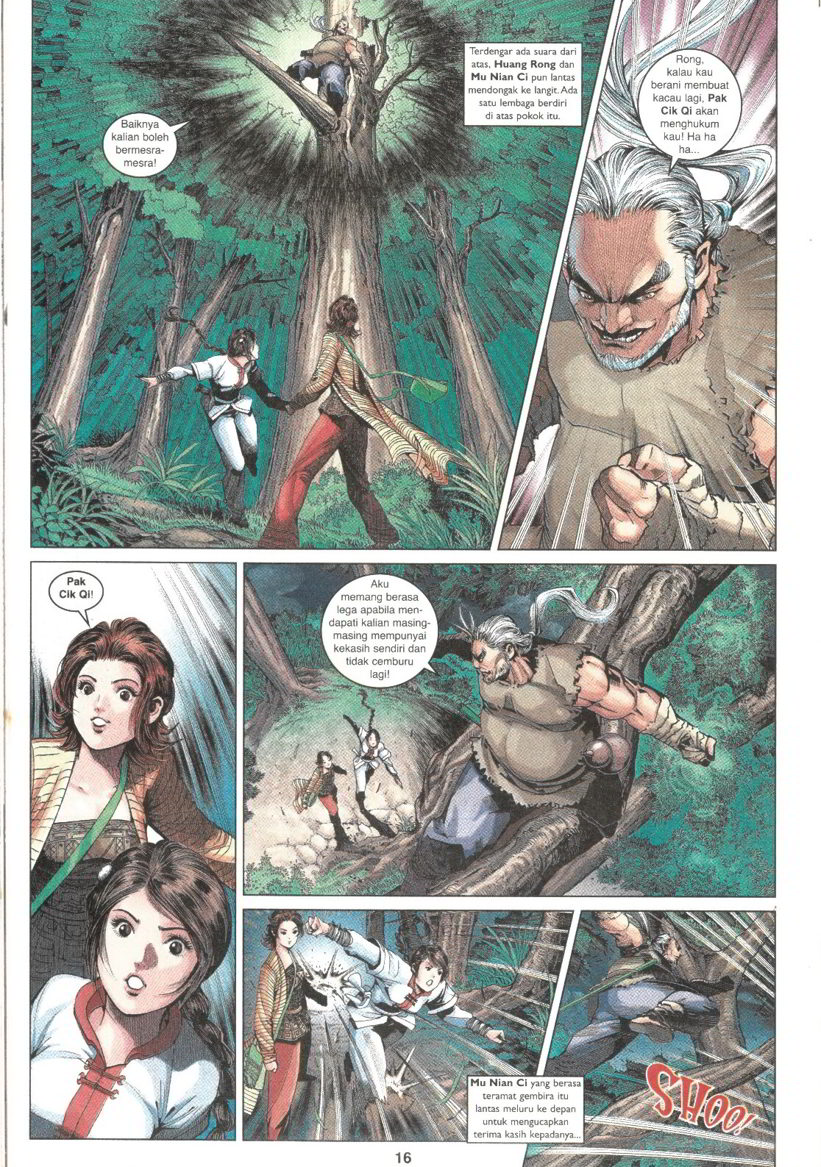 Terdengar ada suara dari
atas, Huang Rong dan
Mu Nian Ci pun lantas
mendongak ke langit. Ada
satu lembaga berdiri
di atas pokok itu.
Baiknya
kalian boleh
bermesra-
mesra!
Rong,
kalau kau
berani membuat
kacau lagi, Pak
Cik Qi akan
menghukum
kau! Ha ha
ha...
Pak
Cik Qi!
Aku
memang berasa
lega apabila men-
dapati kalian masing-
masing mempunyai
kekasih sendiri dan
tidak cemburu
lagi!
Mu Nian Ci yang berasa
teramat gembira itu
lantas meluru ke depan
untuk mengucapkan
terima kasih kepadanya...
SHOO!
16